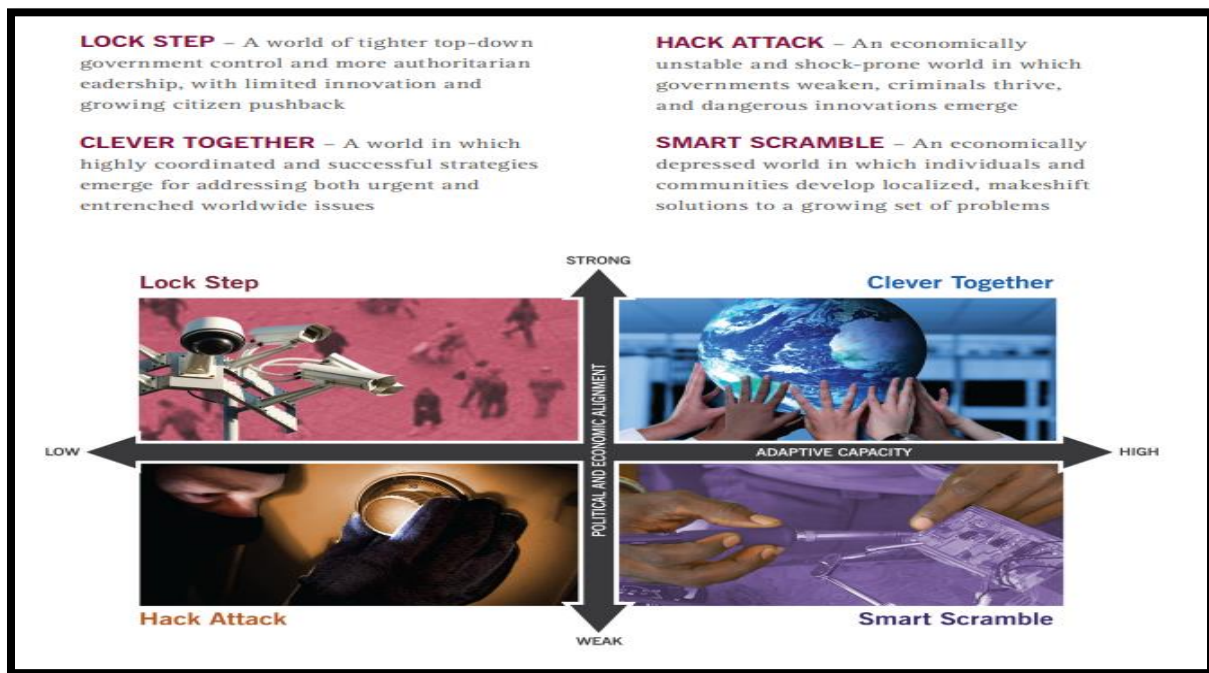 LOCK STEP – A world of tighter top-down
government control and more authoritarian
eadership, with limited innovation and
growing citizen pushback
CLEVER TOGETHER – A world in which
highly coordinated and successful strategies
emerge for addressing both urgent and
entrenched worldwide issues
HACK ATTACK – An economically
unstable and shock-prone world in which
governments weaken, criminals thrive,
and dangerous innovations emerge
SMART SCRAMBLE – An economically
depressed world in which individuals and
communities develop localized, makeshift
solutions to a growing set of problems
STRONG
Lock Step
Clever Together
POLITICAL AND ECONOMIC ALIGNMENT
LOW
ADAPTIVE CAPACITY
HIGH
Hack Attack
Smart Scramble
WEAK